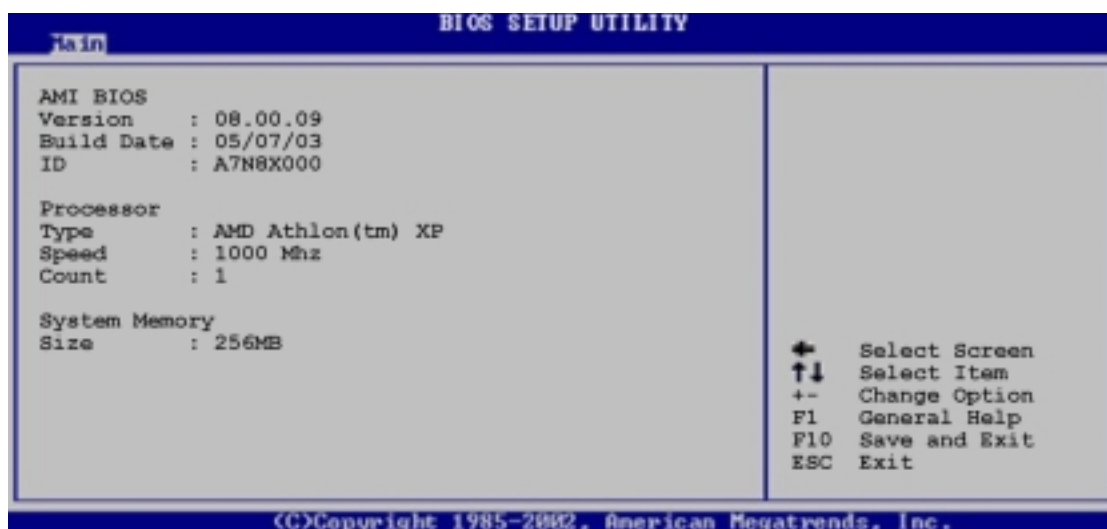 BIOS SETUP UTILITY
Main
AMI BIOS
Version : 08.00.09
Build Date : 05/07/03
ID : A7N8X000
Processor
Type : AMD Athlon(tm) XP
Speed : 1000 Mhz
Count : 1
System Memory
Size : 256MB
← Select Screen
↑↓ Select Item
+- Change Option
F1 General Help
F10 Save and Exit
ESC Exit
(C)Copyright 1985-2002, American Megatrends, Inc.